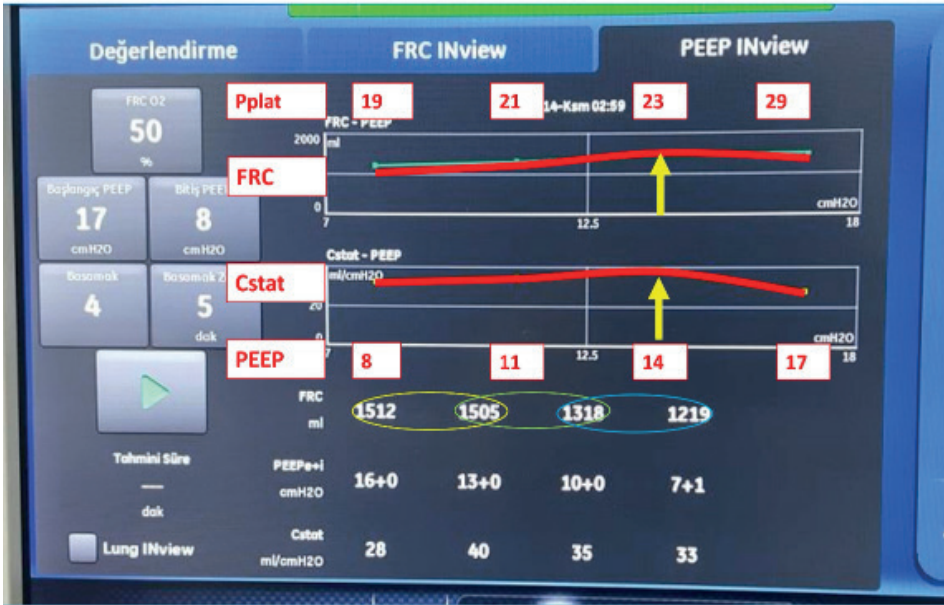 Değerlendirme
FRC INview
PEEP INview
FRC O2
50
%
Başlangıç PEEP
17
cmH2O
Bitiş PEEP
8
cmH2O
Basamak
4
Basamak
5
dak
Tahmini Süre
—
dak
Lung INview
Pplat 19 21 23 29
14-Ksm 02:59
FRC - PEEP
2000 ml
FRC
0
cmH2O
7 12.5 18
Cstat - PEEP
ml/cmH2O
Cstat
20
0
cmH2O
7 12.5 18
PEEP 8 11 14 17
FRC
ml
1512 1505 1318 1219
PEEPe+i
cmH2O
16+0 13+0 10+0 7+1
Cstat
ml/cmH2O
28 40 35 33